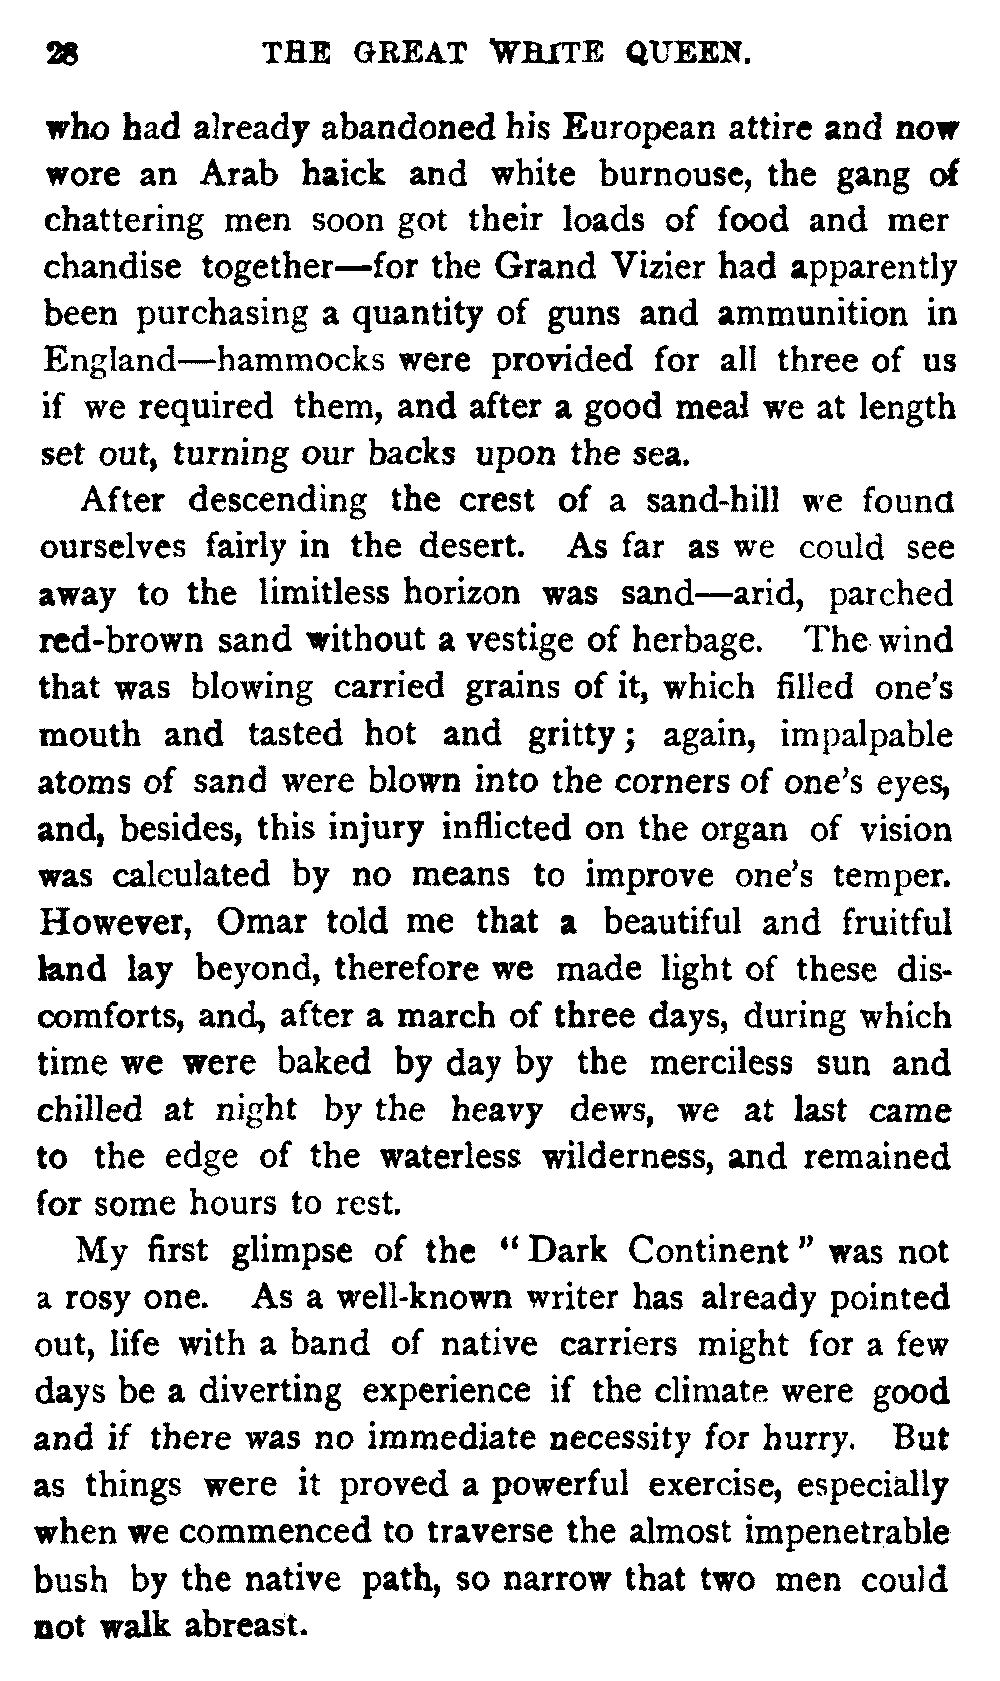 28 THE GREAT WHITE QUEEN.
who had already abandoned his European attire and now
wore an Arab haick and white burnouse, the gang of
chattering men soon got their loads of food and mer
chandise together—for the Grand Vizier had apparently
been purchasing a quantity of guns and ammunition in
England—hammocks were provided for all three of us
if we required them, and after a good meal we at length
set out, turning our backs upon the sea.
After descending the crest of a sand-hill we found
ourselves fairly in the desert. As far as we could see
away to the limitless horizon was sand—arid, parched
red-brown sand without a vestige of herbage. The wind
that was blowing carried grains of it, which filled one's
mouth and tasted hot and gritty; again, impalpable
atoms of sand were blown into the corners of one's eyes,
and, besides, this injury inflicted on the organ of vision
was calculated by no means to improve one's temper.
However, Omar told me that a beautiful and fruitful
land lay beyond, therefore we made light of these dis-
comforts, and, after a march of three days, during which
time we were baked by day by the merciless sun and
chilled at night by the heavy dews, we at last came
to the edge of the waterless wilderness, and remained
for some hours to rest.
My first glimpse of the "Dark Continent" was not
a rosy one. As a well-known writer has already pointed
out, life with a band of native carriers might for a few
days be a diverting experience if the climate were good
and if there was no immediate necessity for hurry. But
as things were it proved a powerful exercise, especially
when we commenced to traverse the almost impenetrable
bush by the native path, so narrow that two men could
not walk abreast.